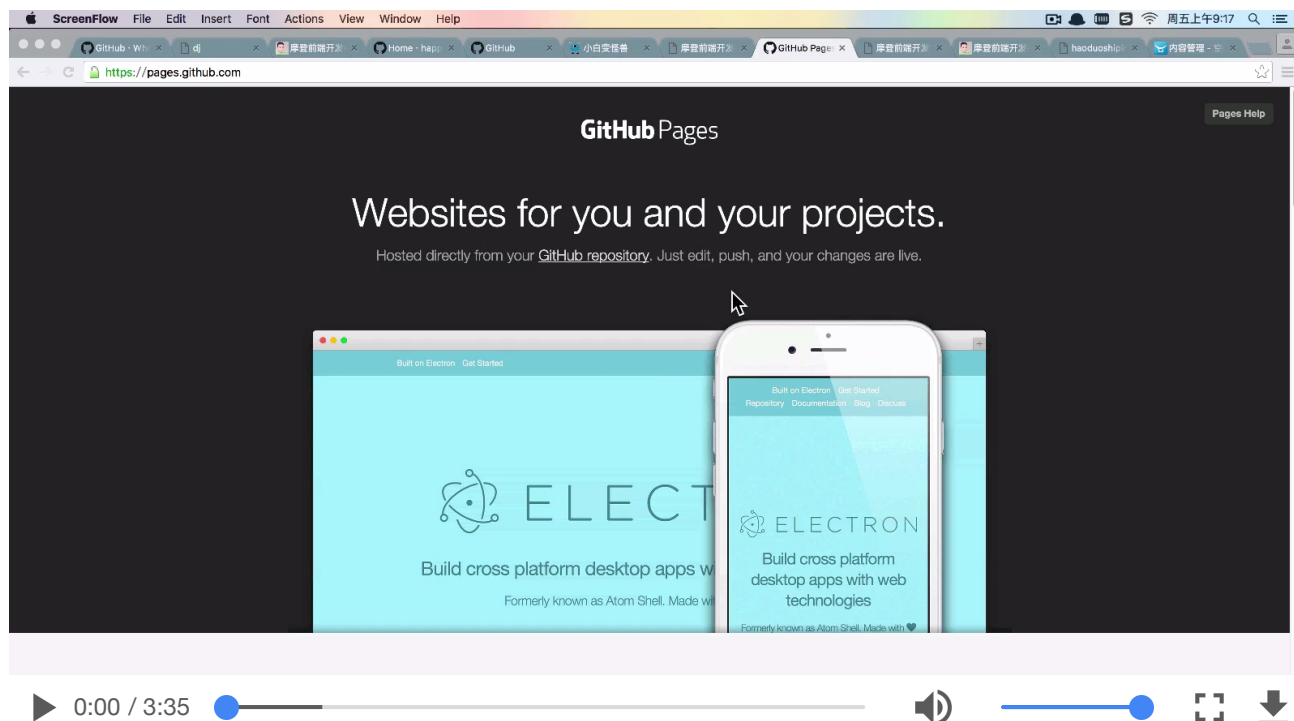 ScreenFlow File Edit Insert Font Actions View Window Help 周五上午9:17
GitHub · Wh dj 摩登前端开发 Home - happ GitHub 小白变怪兽 摩登前端开发 GitHub Pages 摩登前端开发 摩登前端开发 haoduoship 内容管理 -
https://pages.github.com
Pages Help
GitHub Pages
Websites for you and your projects.
Hosted directly from your GitHub repository. Just edit, push, and your changes are live.
Built on Electron Get Started
ELECT
Build cross platform desktop apps w
Formerly known as Atom Shell. Made wi
Built on Electron Get Started
Repository Documentation Blog Discuss
ELECTRON
Build cross platform
desktop apps with web
technologies
Formerly known as Atom Shell. Made with
0:00 / 3:35